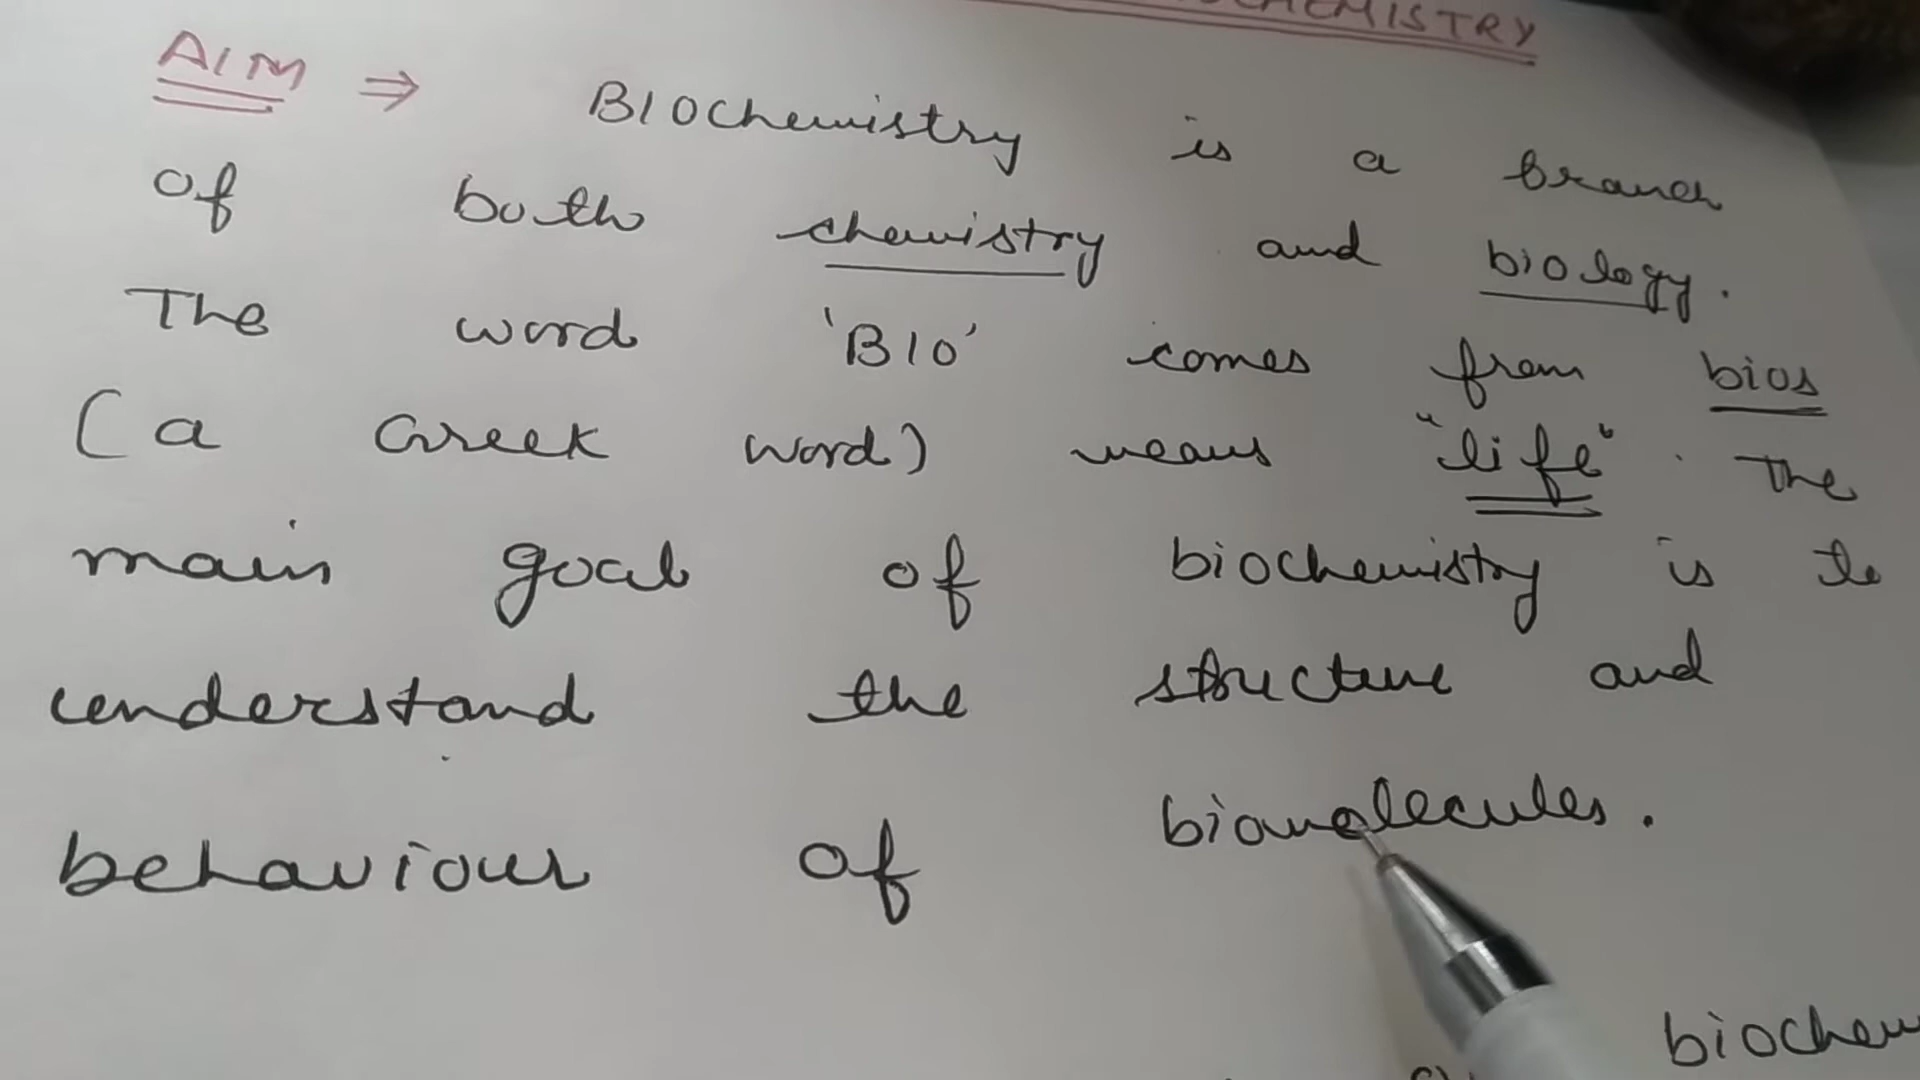 AIM ⇒ BIOchemistry is a branch
of both chemistry and biology.
The word 'BIO' comes from bios
(a Greek word) means "life". The
main goal of biochemistry is to
understand the structure and
behaviour of biomolecules.